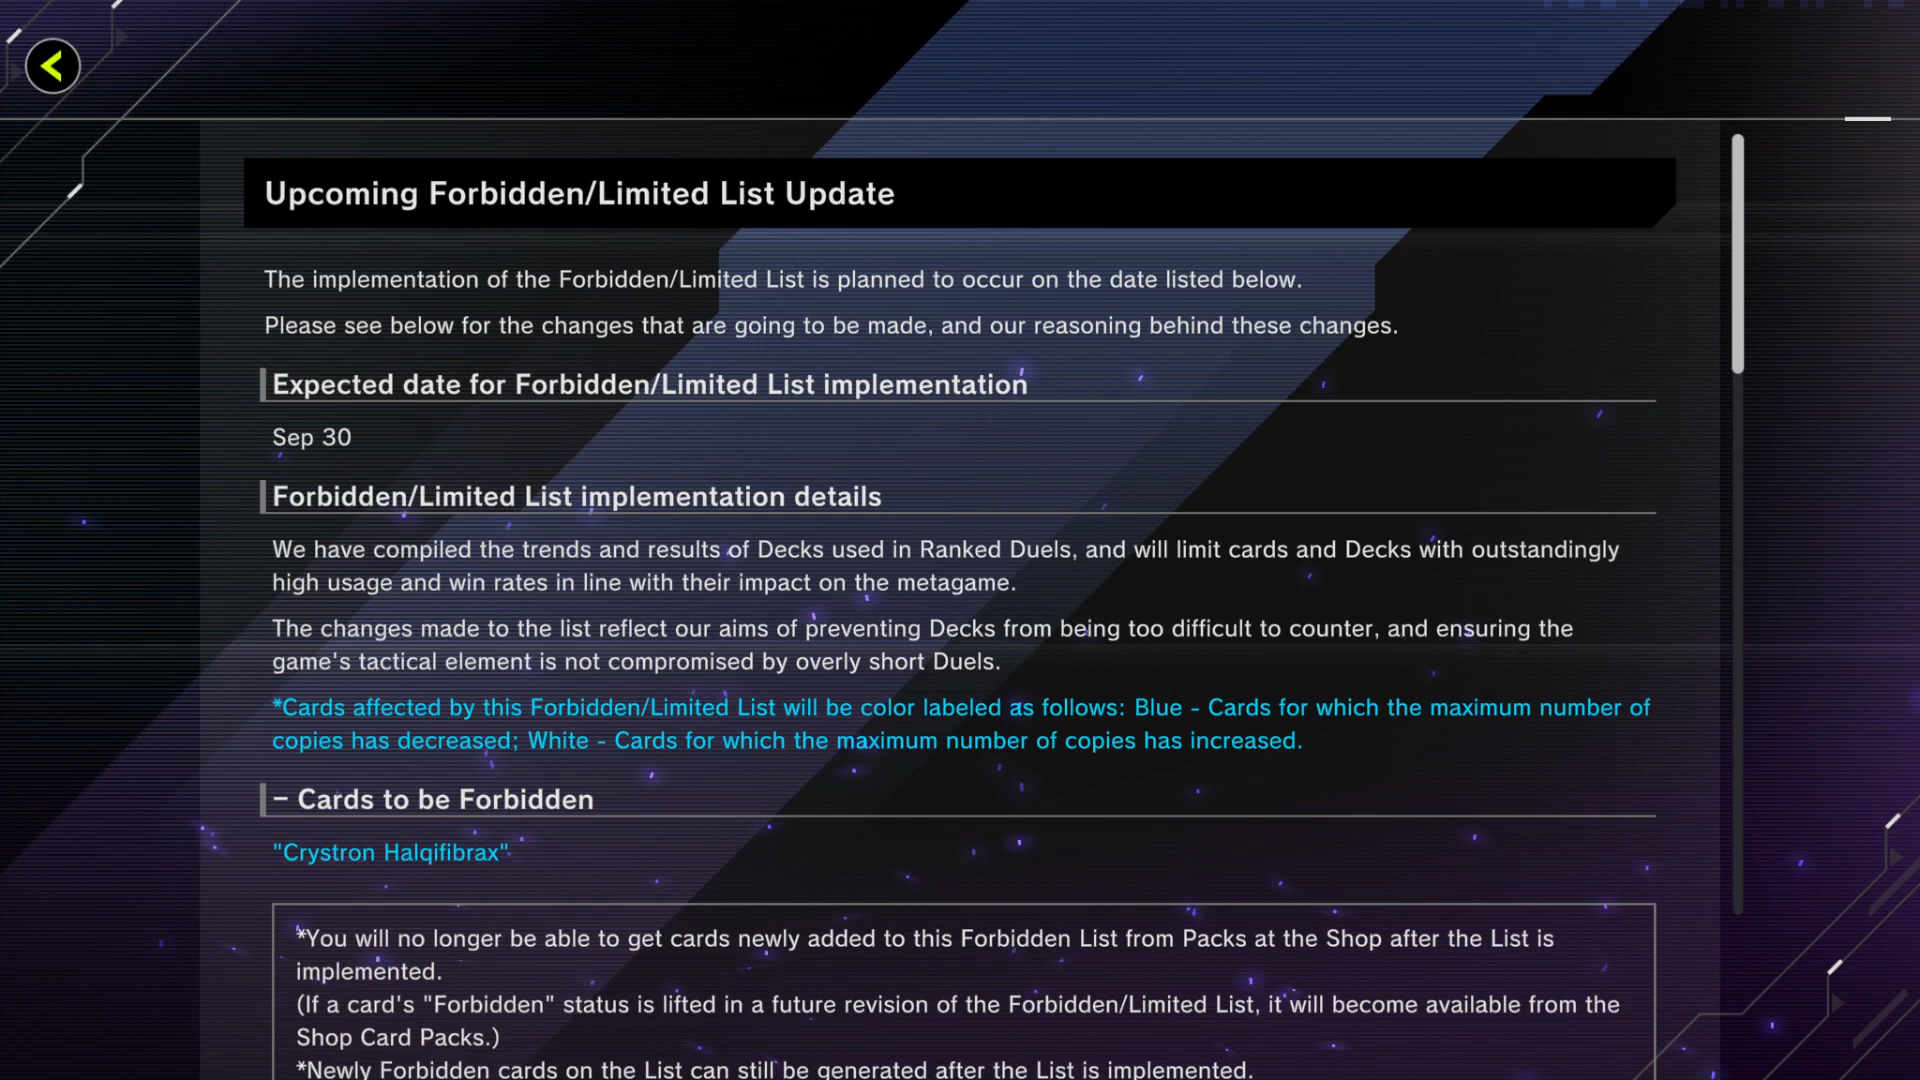 Upcoming Forbidden/Limited List Update
The implementation of the Forbidden/Limited List is planned to occur on the date listed below.
Please see below for the changes that are going to be made, and our reasoning behind these changes.
Expected date for Forbidden/Limited List implementation
Sep 30
Forbidden/Limited List implementation details
We have compiled the trends and results of Decks used in Ranked Duels, and will limit cards and Decks with outstandingly
high usage and win rates in line with their impact on the metagame.
The changes made to the list reflect our aims of preventing Decks from being too difficult to counter, and ensuring the
game's tactical element is not compromised by overly short Duels.
*Cards affected by this Forbidden/Limited List will be color labeled as follows: Blue - Cards for which the maximum number of
copies has decreased; White - Cards for which the maximum number of copies has increased.
– Cards to be Forbidden
"Crystron Halqifibrax"
*You will no longer be able to get cards newly added to this Forbidden List from Packs at the Shop after the List is
implemented.
(If a card's "Forbidden" status is lifted in a future revision of the Forbidden/Limited List, it will become available from the
Shop Card Packs.)
*Newly Forbidden cards on the List can still be generated after the List is implemented.